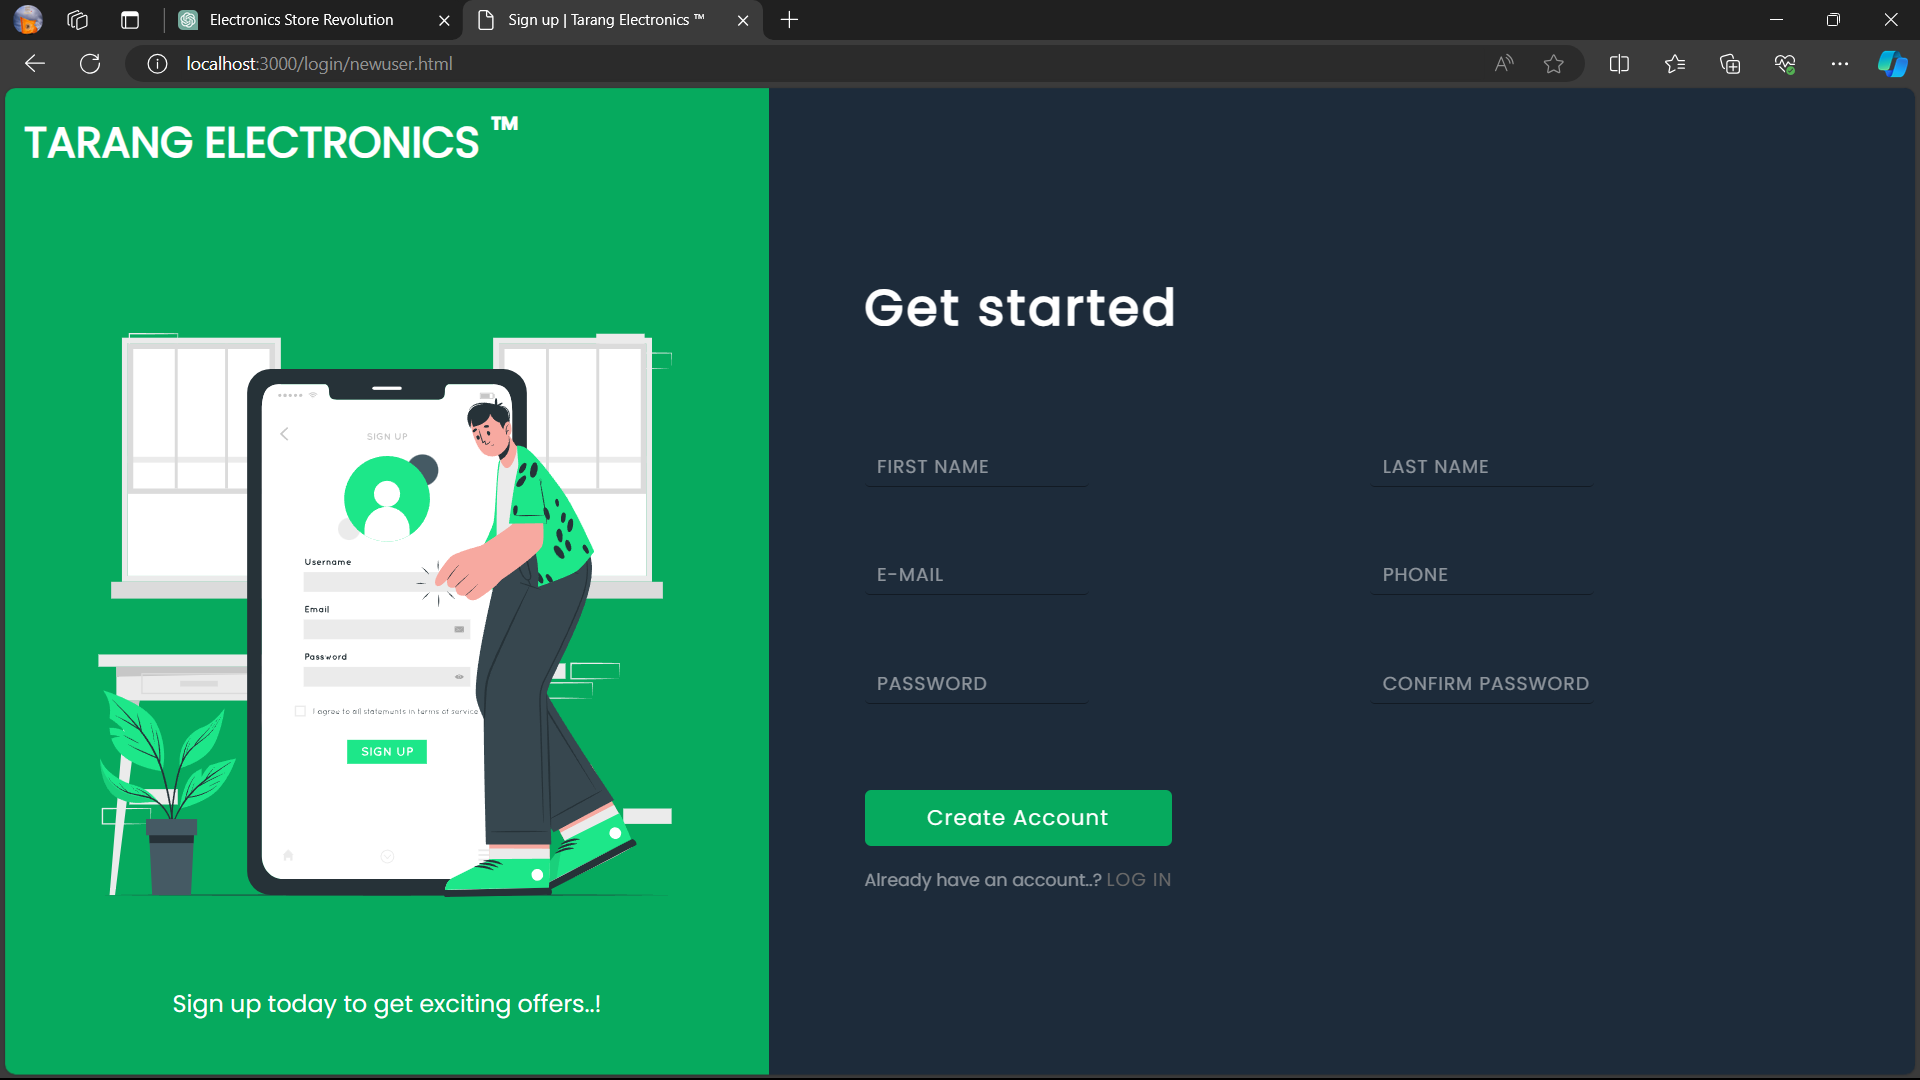 Electronics Store Revolution
Sign up | Tarang Electronics ™
localhost:3000/login/newuser.html
TARANG ELECTRONICS ™
SIGN UP
Username
Email
Password
I agree to all statements in terms of service
SIGN UP
Sign up today to get exciting offers..!
Get started
FIRST NAME
LAST NAME
E-MAIL
PHONE
PASSWORD
CONFIRM PASSWORD
Create Account
Already have an account..? LOG IN